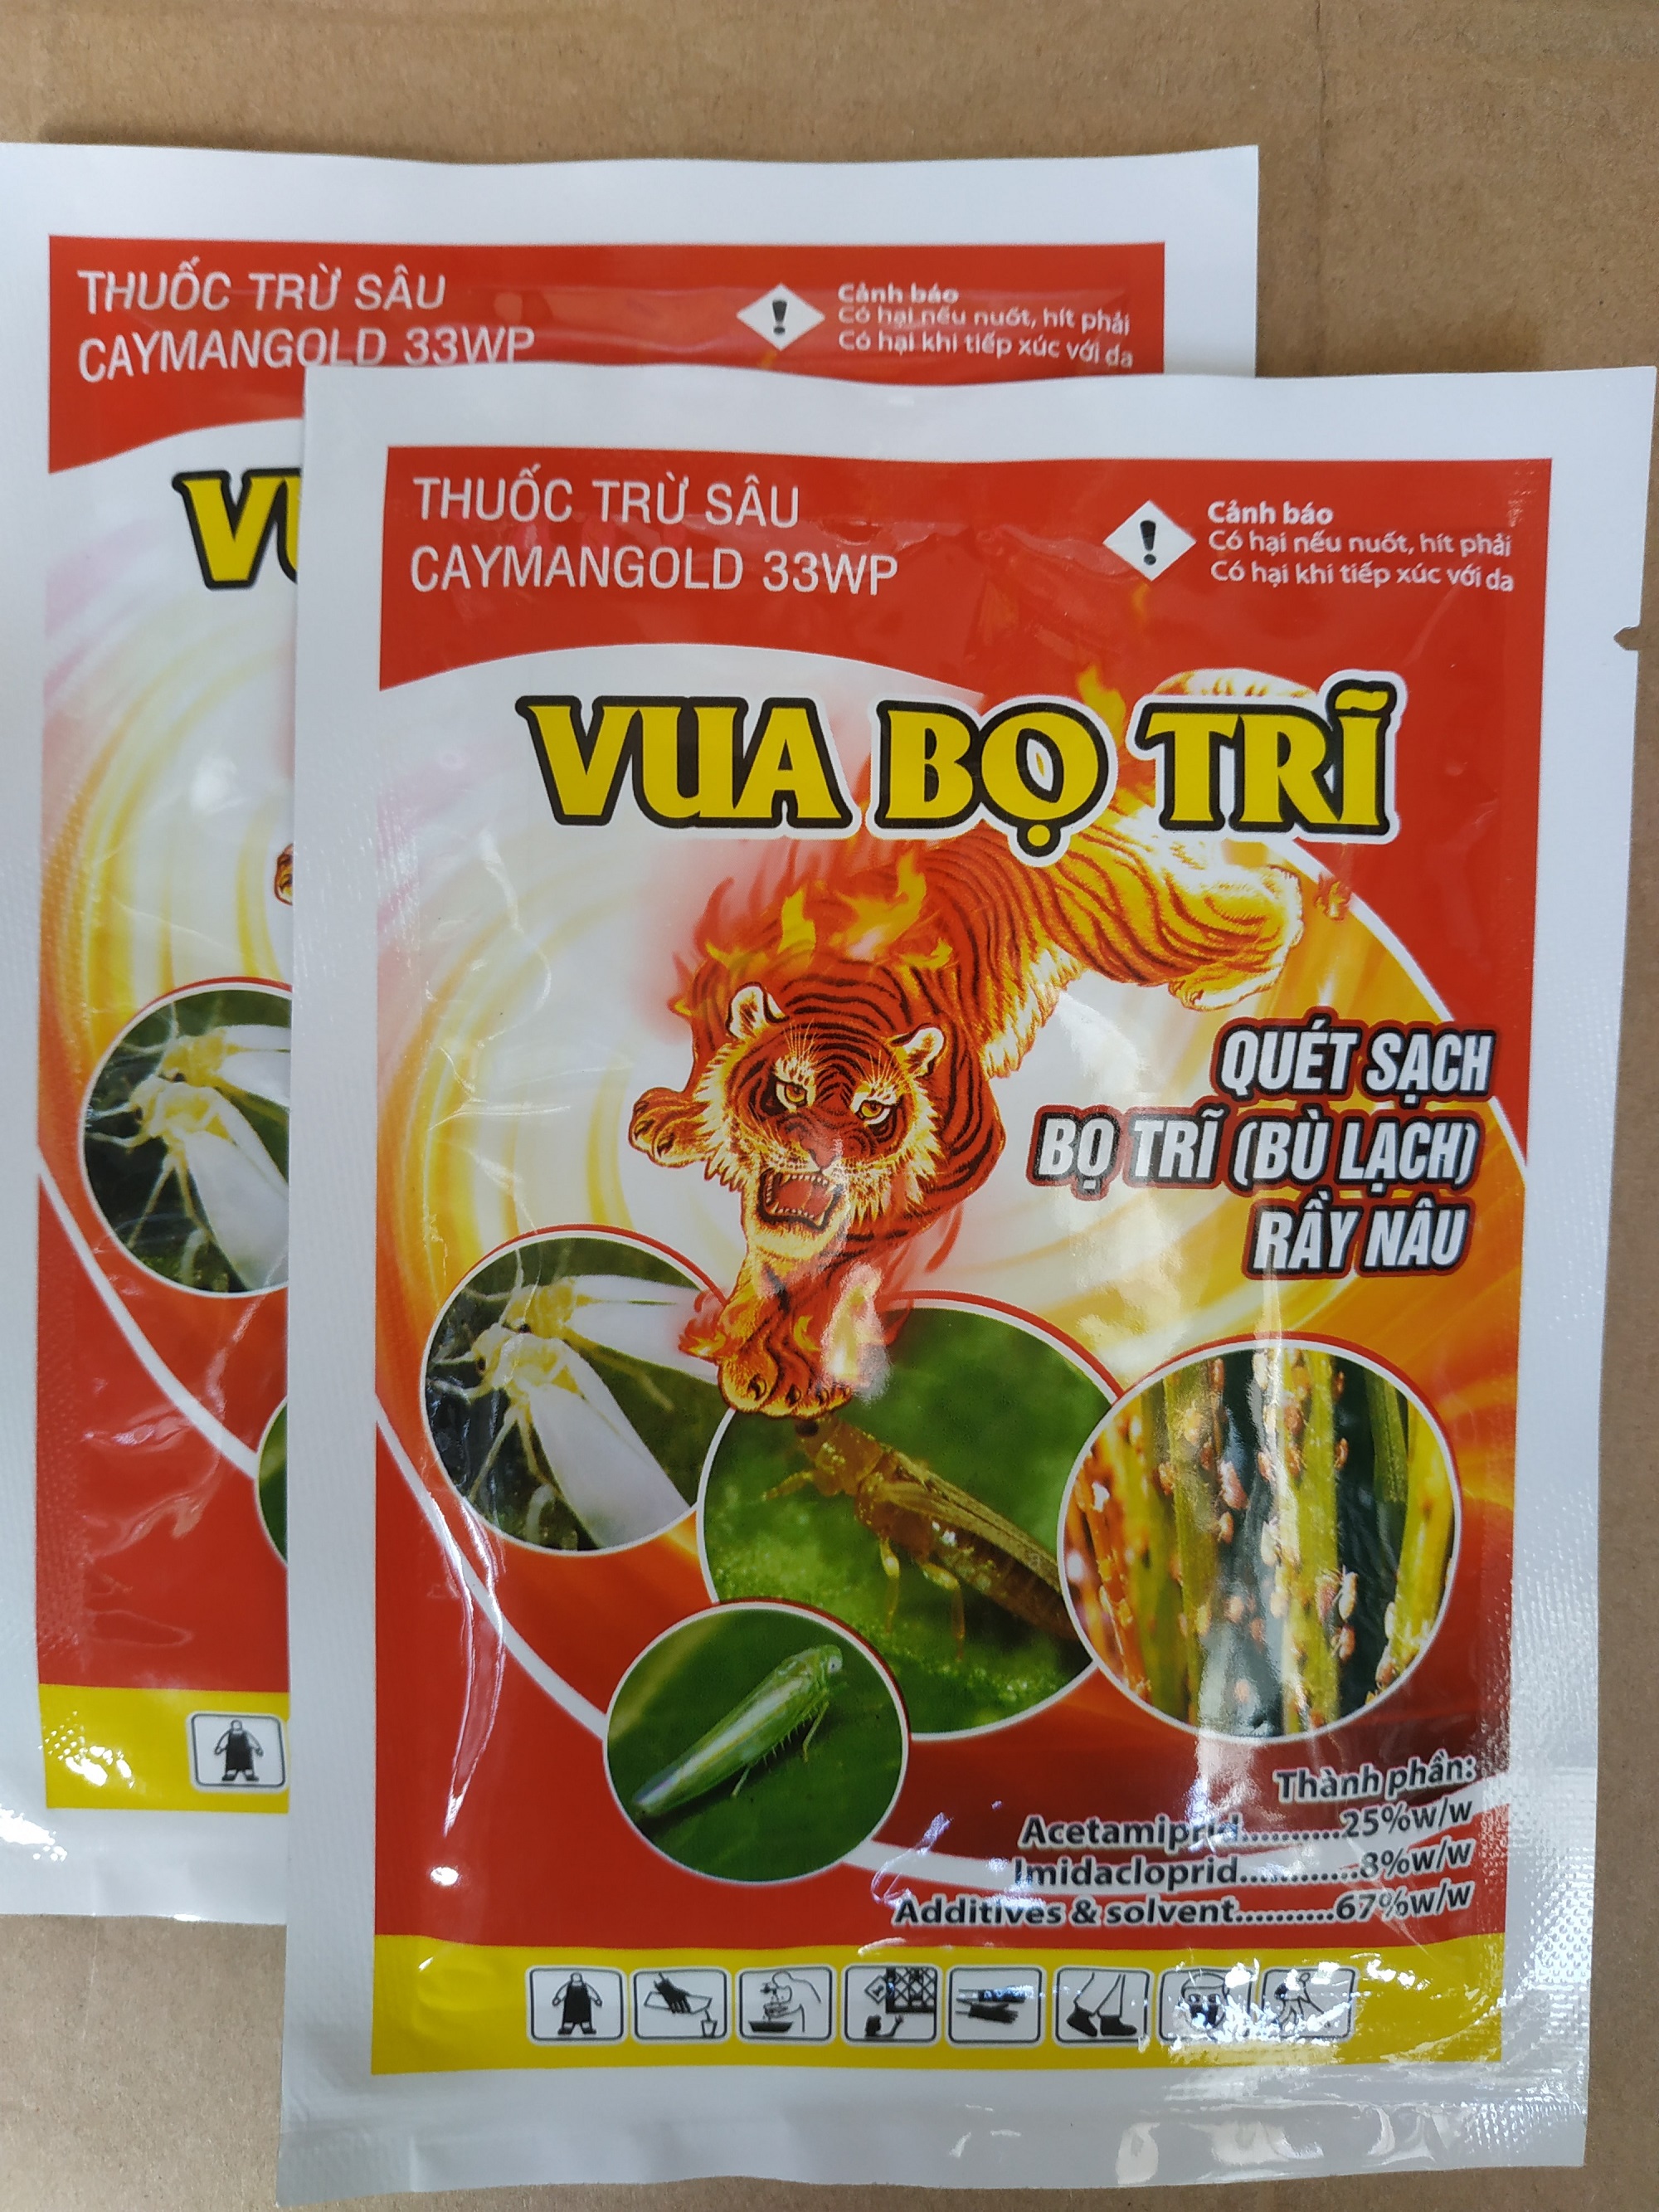 THUỐC TRỪ SÂU
CAYMANGOLD 33WP
Cảnh báo
Có hại nếu nuốt, hít phải
Có hại khi tiếp xúc với da
VU
THUỐC TRỪ SÂU
CAYMANGOLD 33WP
Cảnh báo
Có hại nếu nuốt, hít phải
Có hại khi tiếp xúc với da
VUA BỌ TRĨ
QUÉT SẠCH
BỌ TRĨ (BÙ LẠCH)
RẦY NÂU
Thành phần:
Acetamiprid...........25%w/w
Imidacloprid.............8%w/w
Additives & solvent..........67%w/w